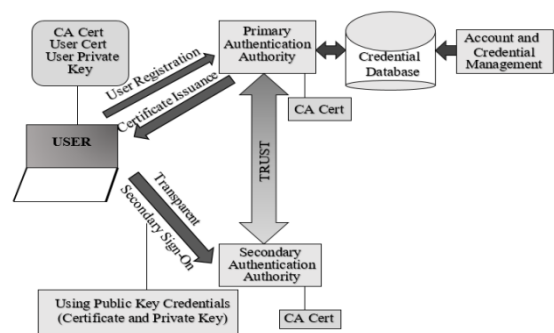 CA Cert
User Cert
User Private
Key
Primary
Authentication
Authority
Credential
Database
Account and
Credential
Management
User Registration
Certificate Issuance
CA Cert
USER
TRUST
Transparent
Secondary Sign-On
Secondary
Authentication
Authority
Using Public Key Credentials
(Certificate and Private Key)
CA Cert